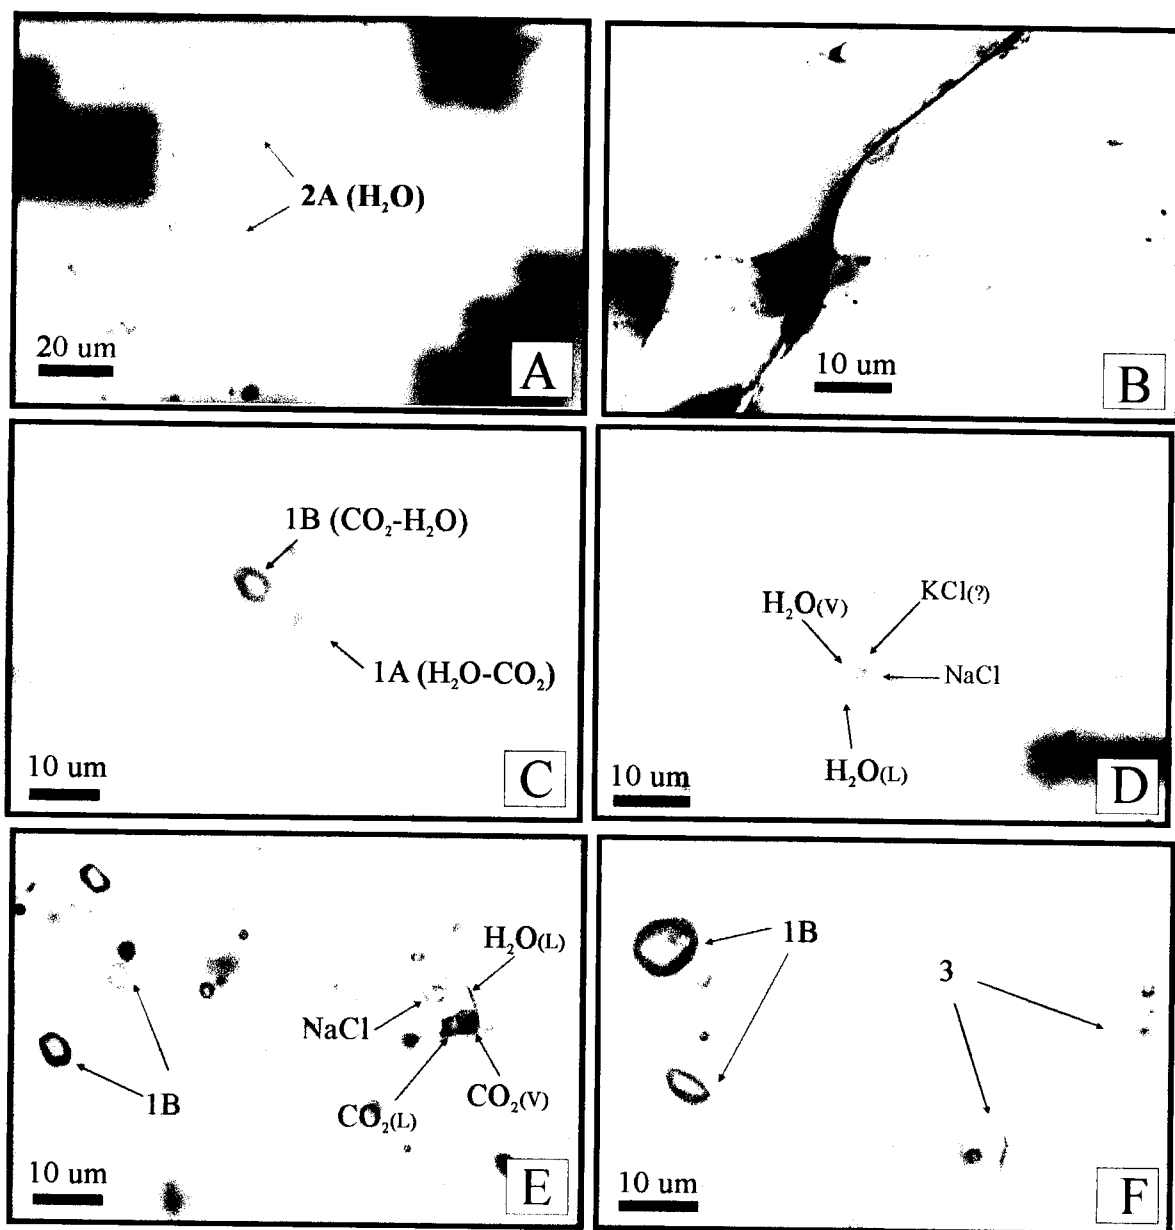 2A (H₂O)
20 um
A
10 um
B
1B (CO₂-H₂O)
1A (H₂O-CO₂)
10 um
C
H₂O(V)
KCl(?)
NaCl
H₂O(L)
10 um
D
H₂O(L)
NaCl
1B
CO₂(L)
CO₂(V)
10 um
E
1B
3
10 um
F